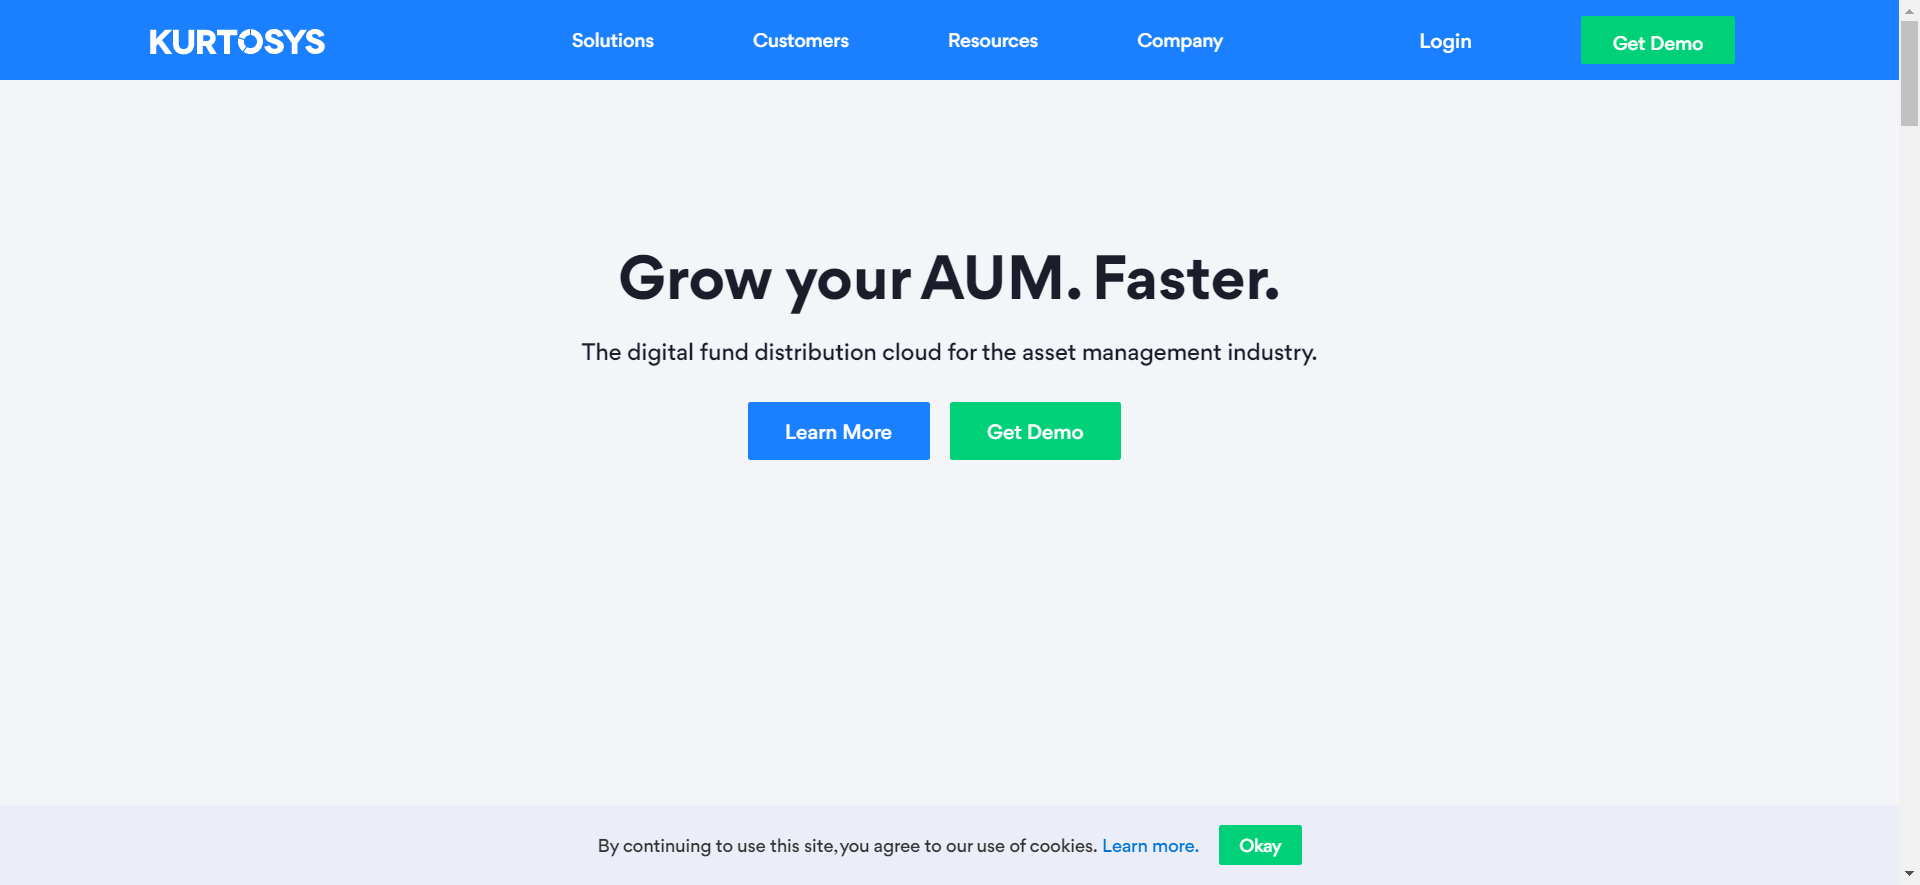 KURTOSYS
Solutions
Customers
Resources
Company
Login
Get Demo
Grow your AUM. Faster.
The digital fund distribution cloud for the asset management industry.
Learn More
Get Demo
By continuing to use this site, you agree to our use of cookies. Learn more.
Okay